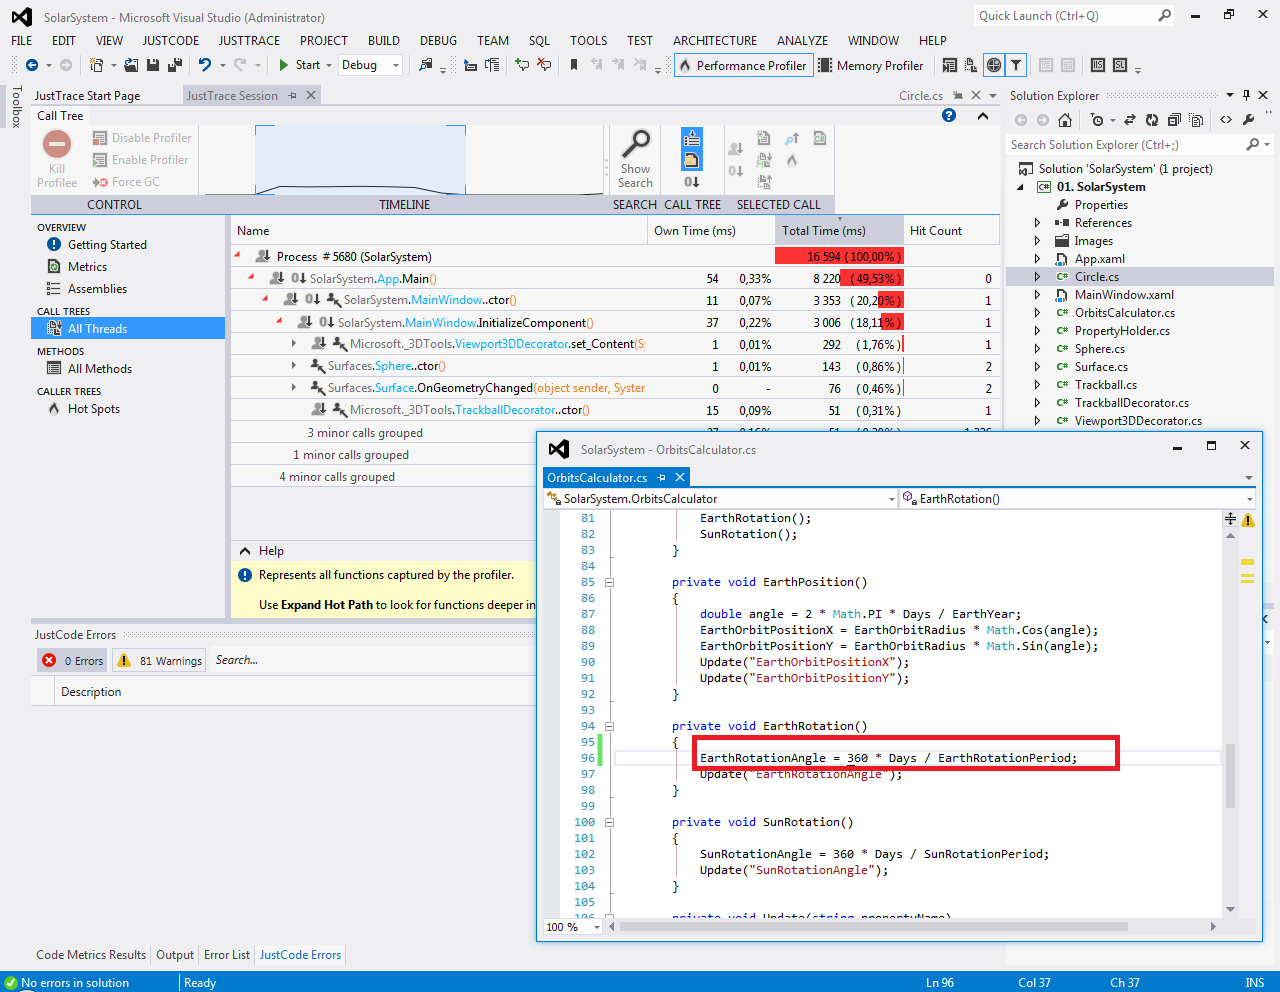 SolarSystem - Microsoft Visual Studio (Administrator)
Quick Launch (Ctrl+Q)
FILE EDIT VIEW JUSTCODE JUSTTRACE PROJECT BUILD DEBUG TEAM SQL TOOLS TEST ARCHITECTURE ANALYZE WINDOW HELP
Start Debug Performance Profiler Memory Profiler
Toolbox
JustTrace Start Page JustTrace Session Circle.cs
Call Tree
Kill Profilee
Disable Profiler
Enable Profiler
Force GC
Show Search
CONTROL TIMELINE SEARCH CALL TREE SELECTED CALL
OVERVIEW
Getting Started
Metrics
Assemblies
CALL TREES
All Threads
METHODS
All Methods
CALLER TREES
Hot Spots
Name Own Time (ms) Total Time (ms) Hit Count
Process # 5680 (SolarSystem) 16 594 (100,00%)
SolarSystem.App.Main() 54 0,33% 8 220 (49,53%) 0
SolarSystem.MainWindow..ctor() 11 0,07% 3 353 (20,20%) 1
SolarSystem.MainWindow.InitializeComponent() 37 0,22% 3 006 (18,11%) 1
Microsoft._3DTools.Viewport3DDecorator.set_Content(Sy 1 0,01% 292 (1,76%) 1
Surfaces.Sphere..ctor() 1 0,01% 143 (0,86%) 2
Surfaces.Surface.OnGeometryChanged(object sender, System 0 - 76 (0,46%) 2
Microsoft._3DTools.TrackballDecorator..ctor() 15 0,09% 51 (0,31%) 1
3 minor calls grouped
1 minor calls grouped
4 minor calls grouped
Help
Represents all functions captured by the profiler.
Use Expand Hot Path to look for functions deeper in
JustCode Errors
0 Errors 81 Warnings Search...
Description
Solution Explorer
Search Solution Explorer (Ctrl+;)
Solution 'SolarSystem' (1 project)
01. SolarSystem
Properties
References
Images
App.xaml
Circle.cs
MainWindow.xaml
OrbitsCalculator.cs
PropertyHolder.cs
Sphere.cs
Surface.cs
Trackball.cs
TrackballDecorator.cs
Viewport3DDecorator.cs
SolarSystem - OrbitsCalculator.cs
OrbitsCalculator.cs
SolarSystem.OrbitsCalculator EarthRotation()
81 EarthRotation();
82 SunRotation();
83 }
84
85 private void EarthPosition()
86 {
87 double angle = 2 * Math.PI * Days / EarthYear;
88 EarthOrbitPositionX = EarthOrbitRadius * Math.Cos(angle);
89 EarthOrbitPositionY = EarthOrbitRadius * Math.Sin(angle);
90 Update("EarthOrbitPositionX");
91 Update("EarthOrbitPositionY");
92 }
93
94 private void EarthRotation()
95 {
96 EarthRotationAngle = 360 * Days / EarthRotationPeriod;
97 Update("EarthRotationAngle");
98 }
99
100 private void SunRotation()
101 {
102 SunRotationAngle = 360 * Days / SunRotationPeriod;
103 Update("SunRotationAngle");
104 }
105
106 private void Update(string propertyName)
100 %
Code Metrics Results Output Error List JustCode Errors
No errors in solution Ready Ln 96 Col 37 Ch 37 INS